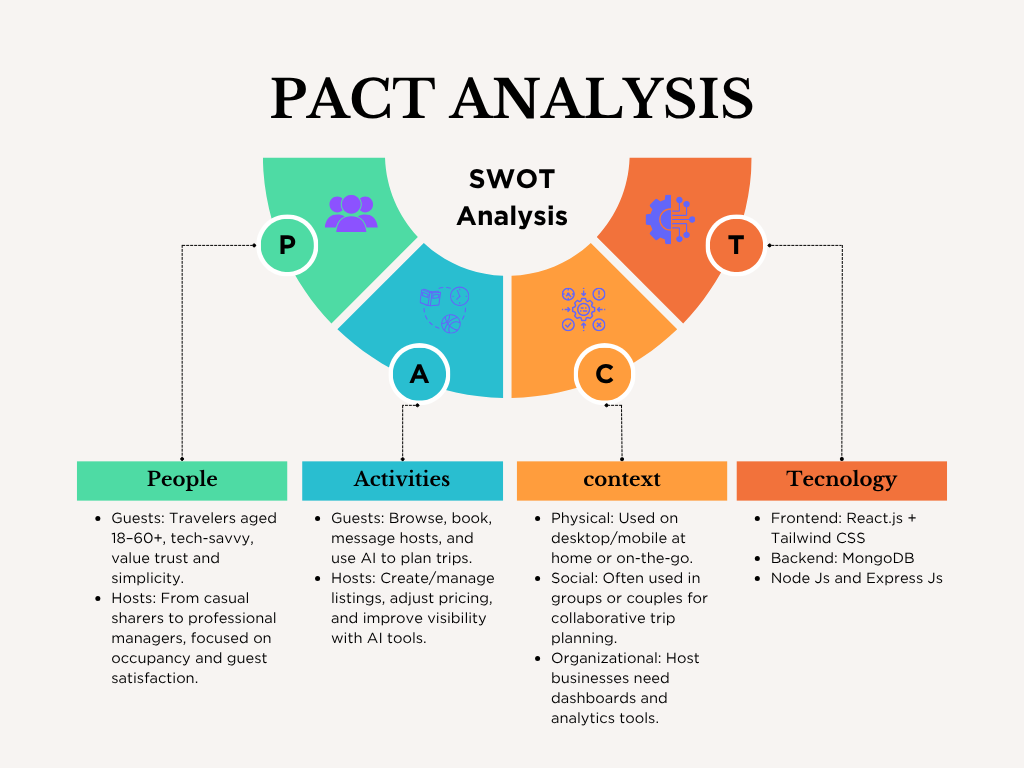 PACT ANALYSIS
SWOT
Analysis
P
A
C
T
People
• Guests: Travelers aged
18–60+, tech-savvy,
value trust and
simplicity.
• Hosts: From casual
sharers to professional
managers, focused on
occupancy and guest
satisfaction.
Activities
• Guests: Browse, book,
message hosts, and
use AI to plan trips.
• Hosts: Create/manage
listings, adjust pricing,
and improve visibility
with AI tools.
context
• Physical: Used on
desktop/mobile at
home or on-the-go.
• Social: Often used in
groups or couples for
collaborative trip
planning.
• Organizational: Host
businesses need
dashboards and
analytics tools.
Tecnology
• Frontend: React.js +
Tailwind CSS
• Backend: MongoDB
• Node Js and Express Js